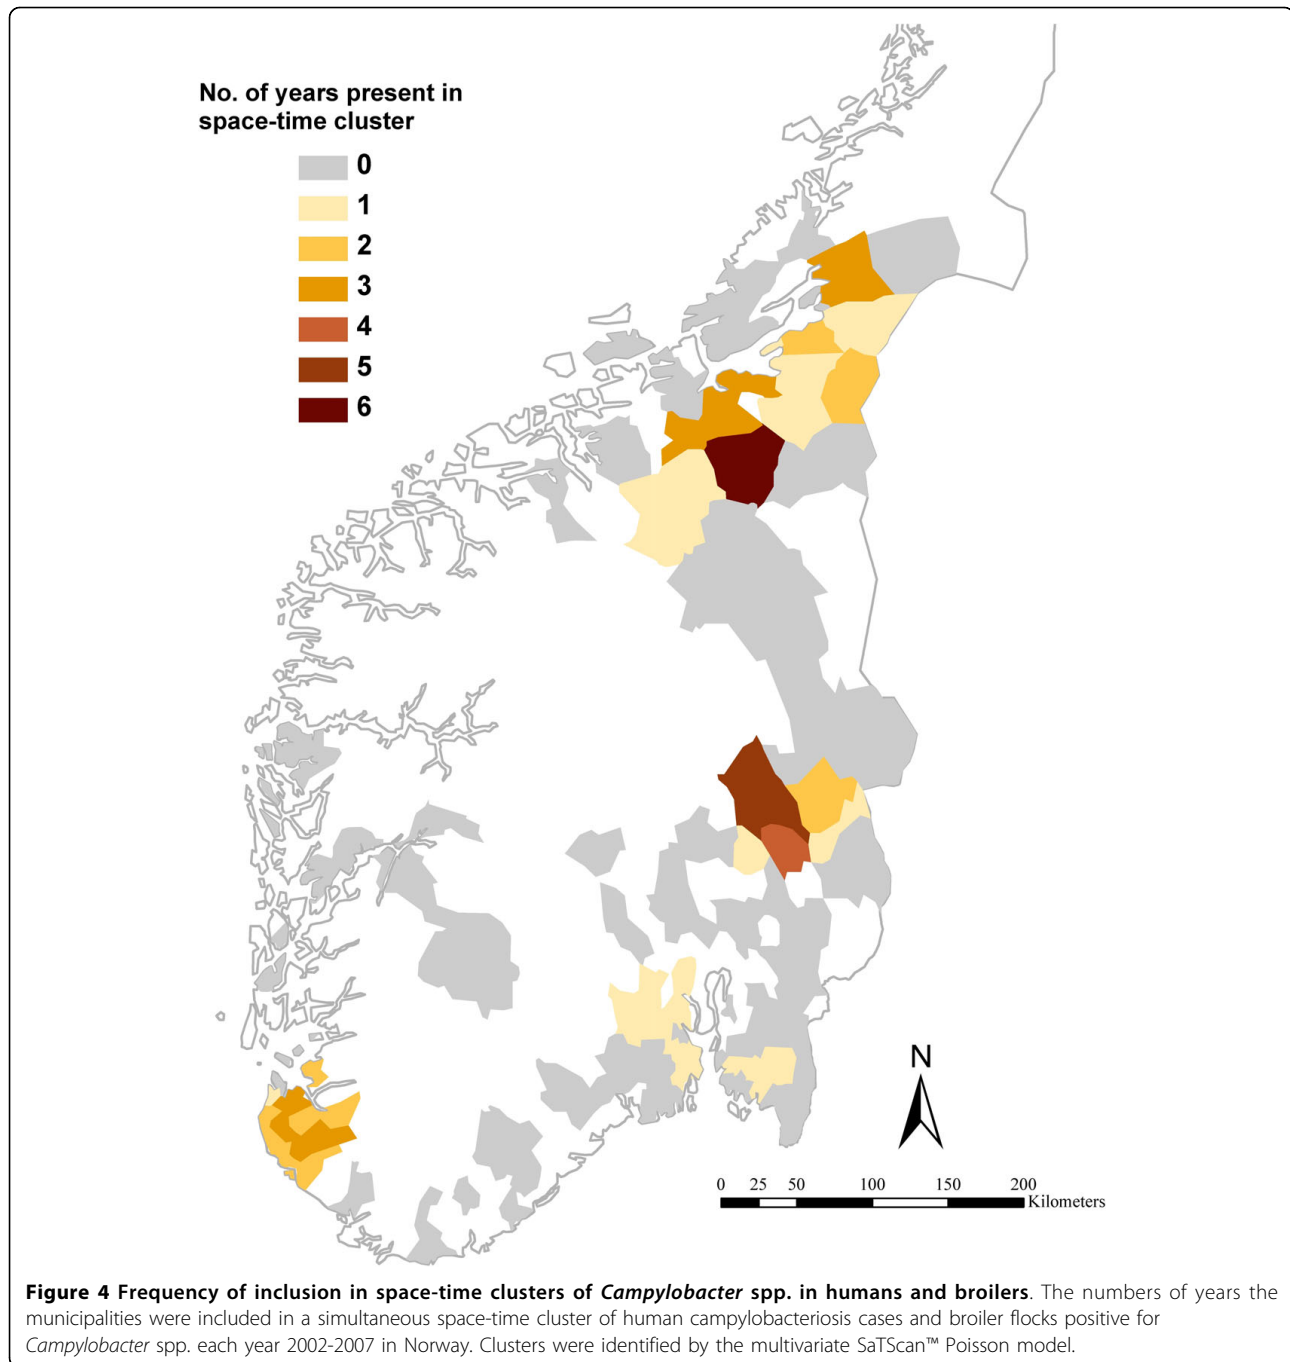 No. of years present in
space-time cluster
0
1
2
3
4
5
6
N
0 25 50 100 150 200
Kilometers
Figure 4 Frequency of inclusion in space-time clusters of Campylobacter spp. in humans and broilers. The numbers of years the
municipalities were included in a simultaneous space-time cluster of human campylobacteriosis cases and broiler flocks positive for
Campylobacter spp. each year 2002-2007 in Norway. Clusters were identified by the multivariate SaTScan™ Poisson model.